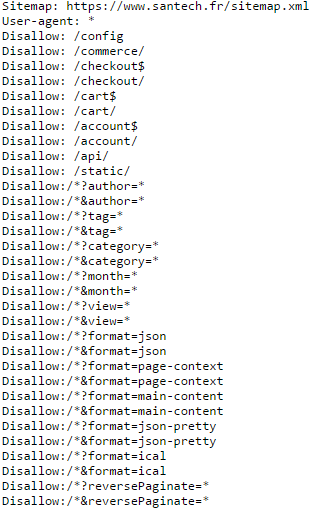 Sitemap: https://www.santech.fr/sitemap.xml
User-agent: *
Disallow: /config
Disallow: /commerce/
Disallow: /checkout$
Disallow: /checkout/
Disallow: /cart$
Disallow: /cart/
Disallow: /account$
Disallow: /account/
Disallow: /api/
Disallow: /static/
Disallow:/*?author=*
Disallow:/*&author=*
Disallow:/*?tag=*
Disallow:/*&tag=*
Disallow:/*?category=*
Disallow:/*&category=*
Disallow:/*?month=*
Disallow:/*&month=*
Disallow:/*?view=*
Disallow:/*&view=*
Disallow:/*?format=json
Disallow:/*&format=json
Disallow:/*?format=page-context
Disallow:/*&format=page-context
Disallow:/*?format=main-content
Disallow:/*&format=main-content
Disallow:/*?format=json-pretty
Disallow:/*&format=json-pretty
Disallow:/*?format=ical
Disallow:/*&format=ical
Disallow:/*?reversePaginate=*
Disallow:/*&reversePaginate=*